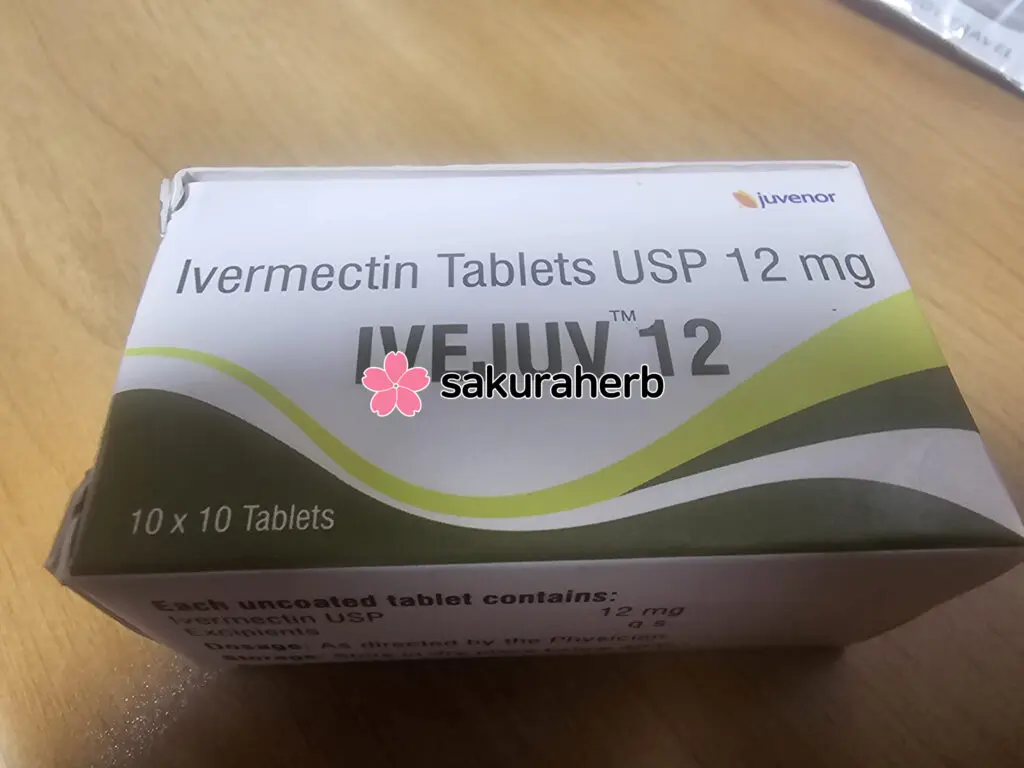 juvenor
Ivermectin Tablets USP 12 mg
IVEJUV™ 12
sakuraherb
10 x 10 Tablets
Each uncoated tablet contains:
Ivermectin USP 12 mg
Excipients q s
Dosage: As directed by the Physician
Storage: